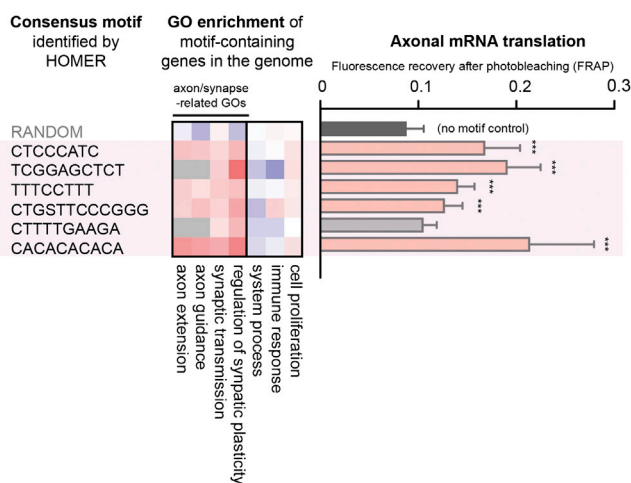 Consensus motif
identified by
HOMER
GO enrichment of
motif-containing
genes in the genome
axon/synapse
-related GOs
Axonal mRNA translation
Fluorescence recovery after photobleaching (FRAP)
0 0.1 0.2 0.3
RANDOM
(no motif control)
CTCCCATC
***
TCGGAGCTCT
***
TTTCCTTT
***
CTGSTTCCCGGG
***
CTTTTGAAGA
CACACACACA
***
axon extension
axon guidance
synaptic transmission
regulation of synpatic plasticity
system process
immune response
cell proliferation